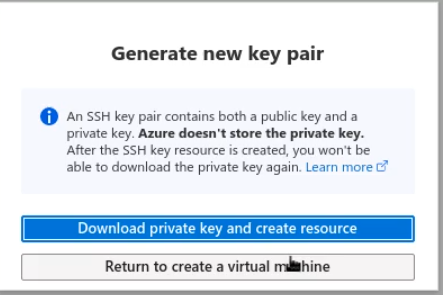 Generate new key pair
An SSH key pair contains both a public key and a
private key. Azure doesn't store the private key.
After the SSH key resource is created, you won't be
able to download the private key again. Learn more
Download private key and create resource
Return to create a virtual machine